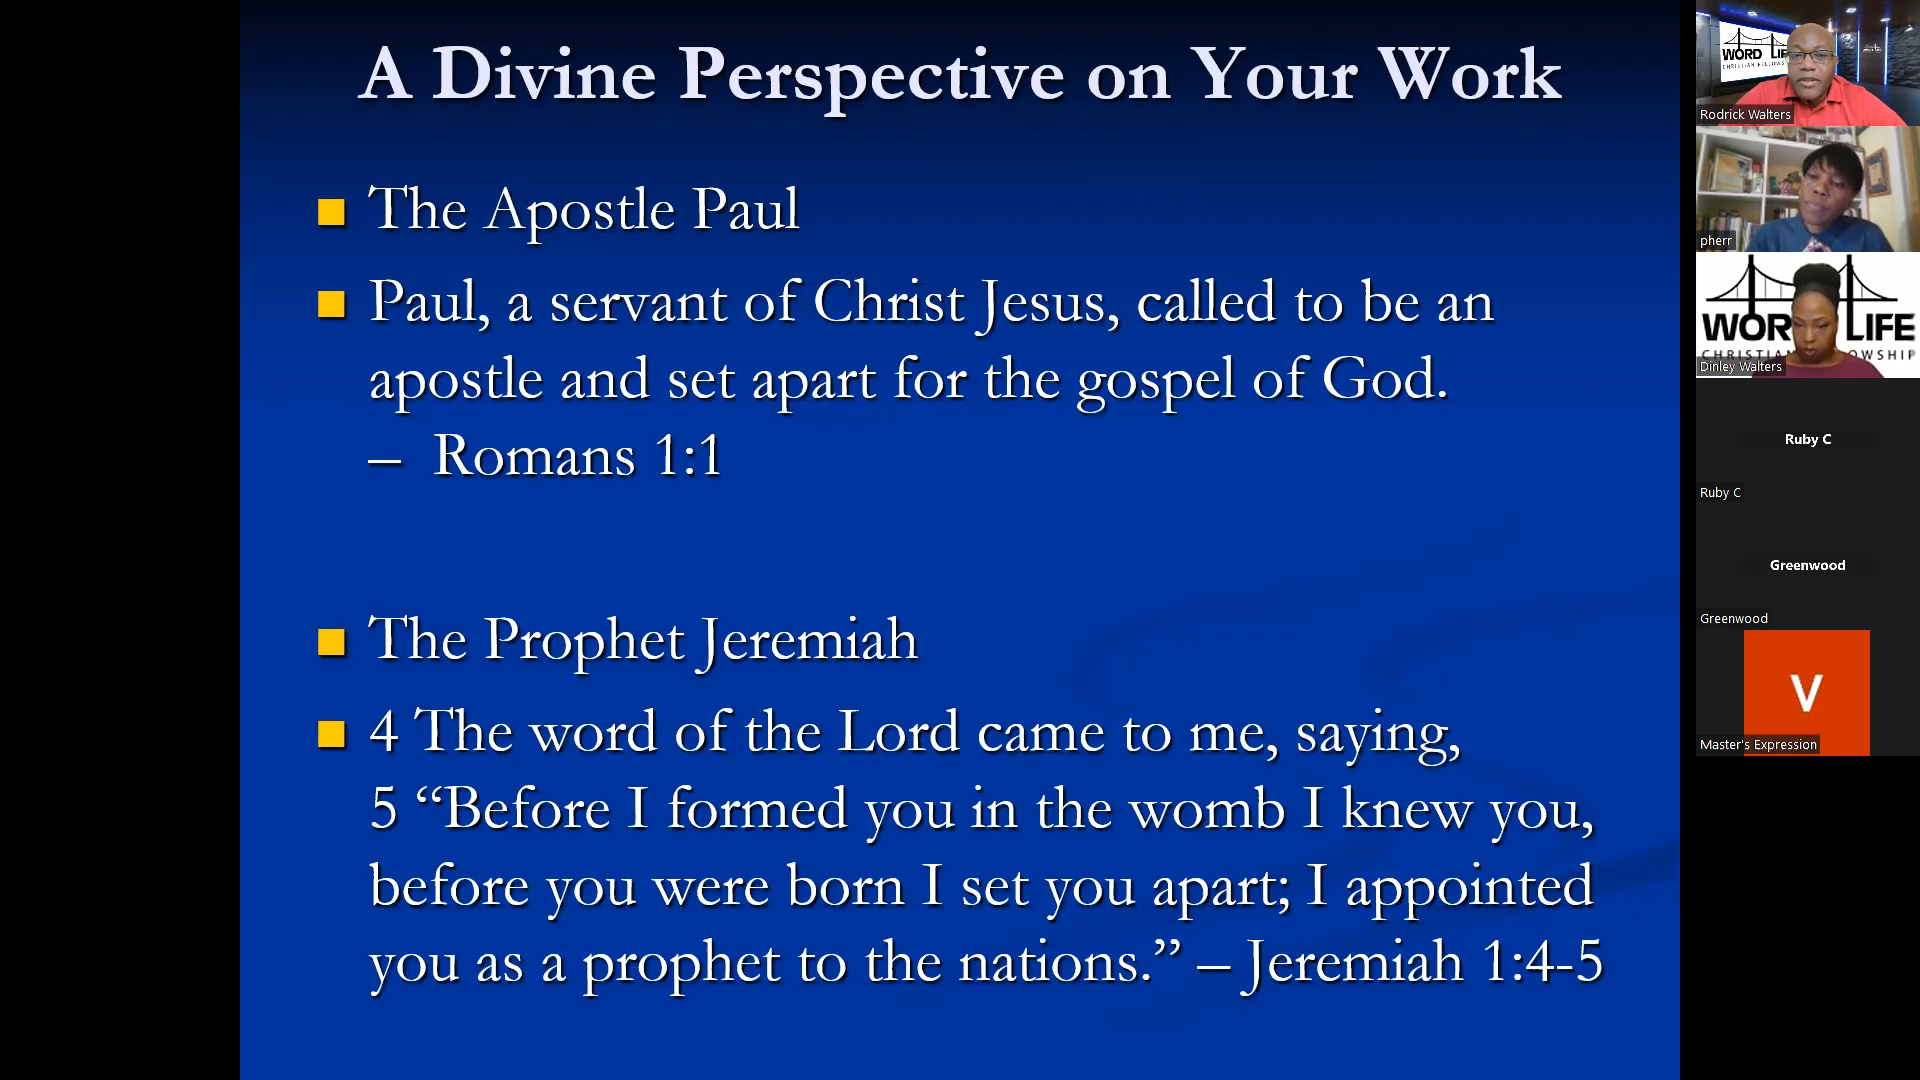 A Divine Perspective on Your Work
The Apostle Paul
Paul, a servant of Christ Jesus, called to be an
apostle and set apart for the gospel of God.
– Romans 1:1
The Prophet Jeremiah
4 The word of the Lord came to me, saying,
5 “Before I formed you in the womb I knew you,
before you were born I set you apart; I appointed
you as a prophet to the nations.” – Jeremiah 1:4-5
WORD LIF
Rodrick Walters
pherr
WOR LIFE
CHRISTIAN LLOWSHIP
Dinley Walters
Ruby C
Ruby C
Greenwood
Greenwood
V
Master's Expression